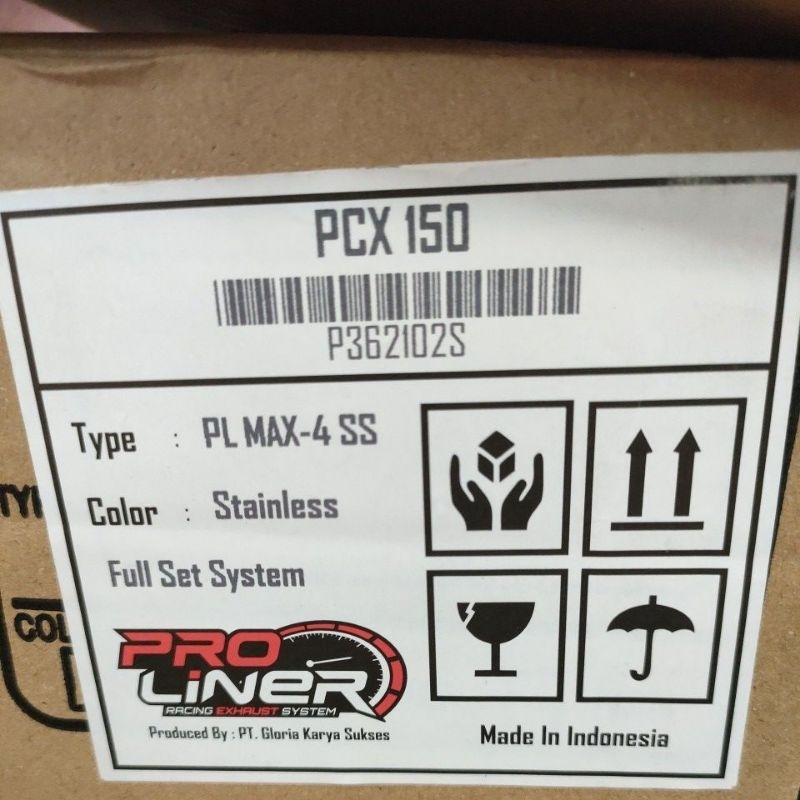 PCX 150
P362102S
Type : PL MAX-4 SS
Color : Stainless
Full Set System
PRO
LiNER
RACING EXHAUST SYSTEM
Produced By : PT. Gloria Karya Sukses
Made In Indonesia